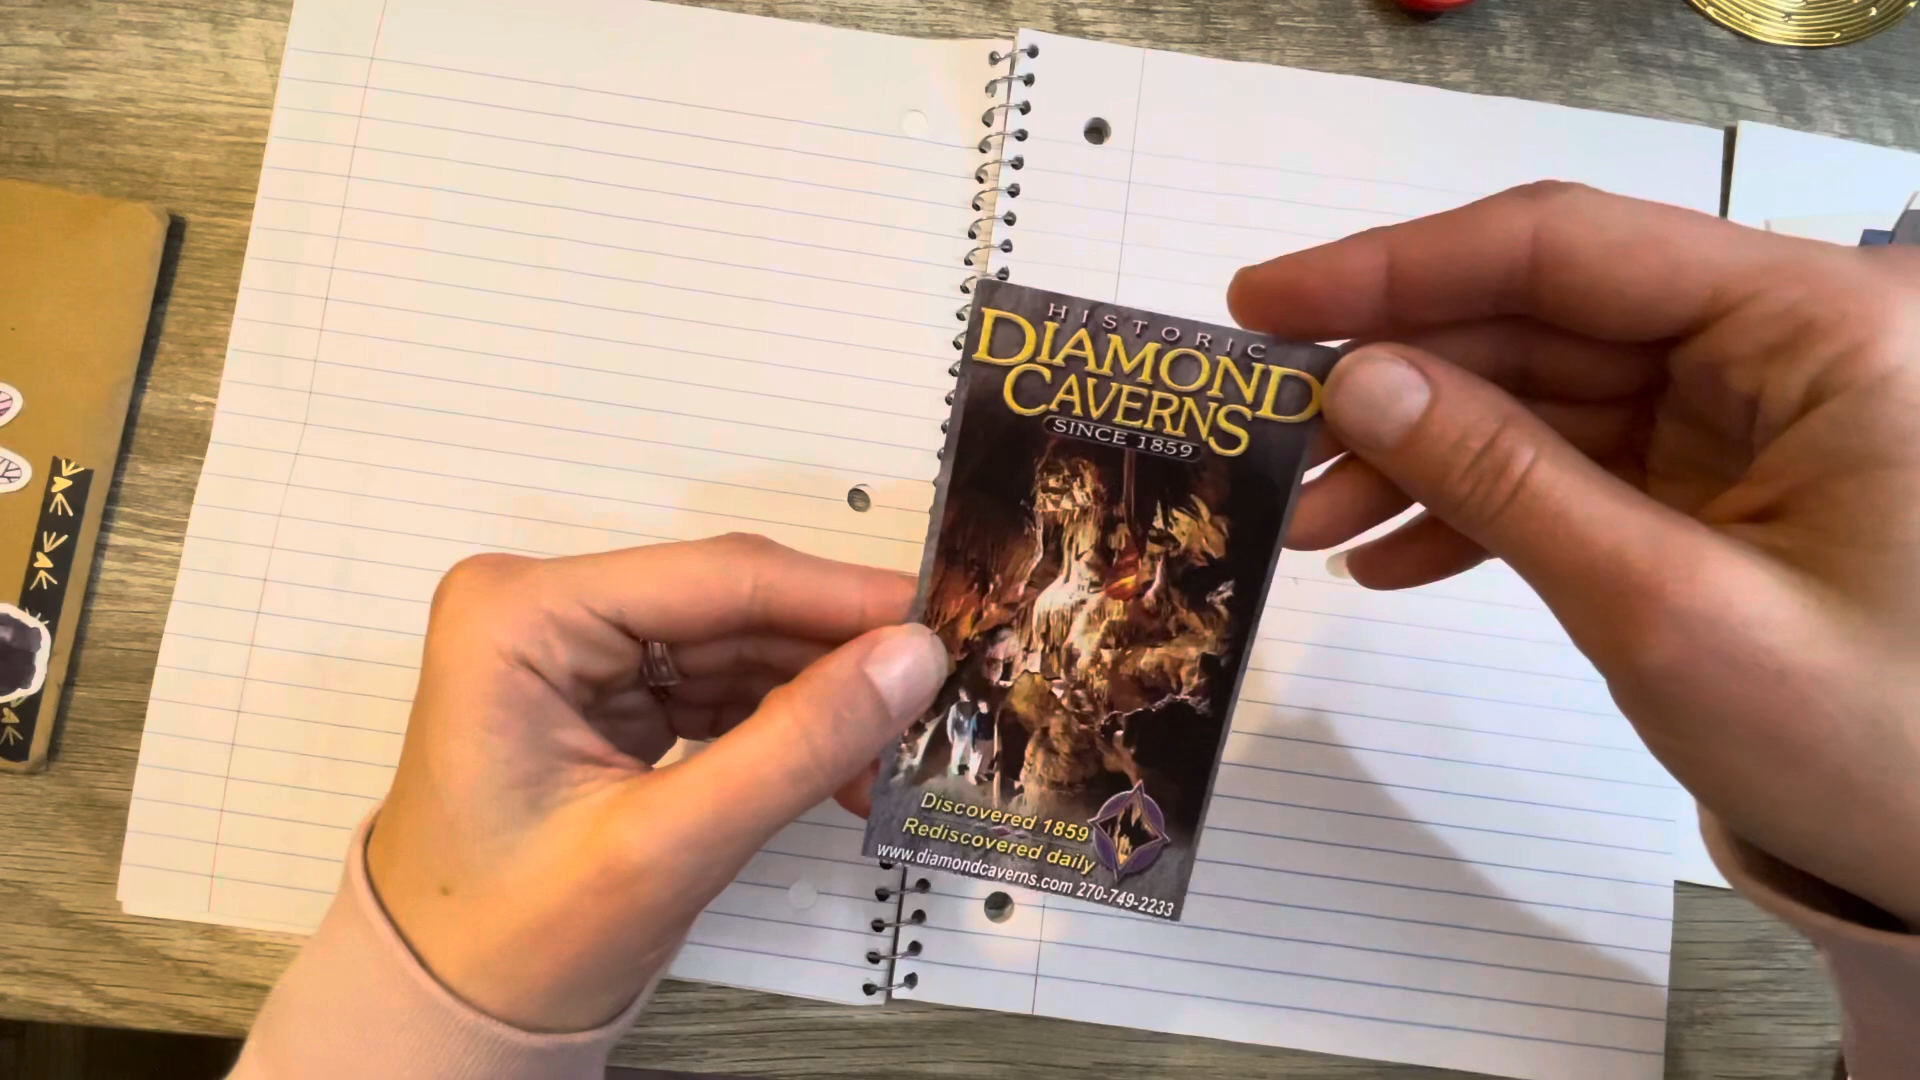 HISTORIC
DIAMOND
CAVERNS
SINCE 1859
Discovered 1859
Rediscovered daily
www.diamondcaverns.com 270-749-2233